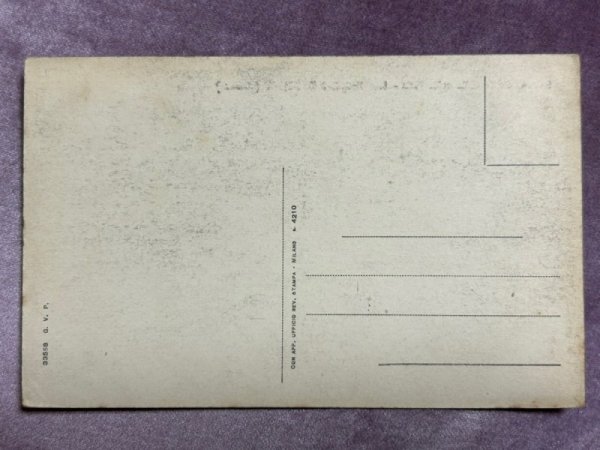 33558 G. V. P.
CON APP. UFFICIO REV. STAMPA - MILANO N. 4210